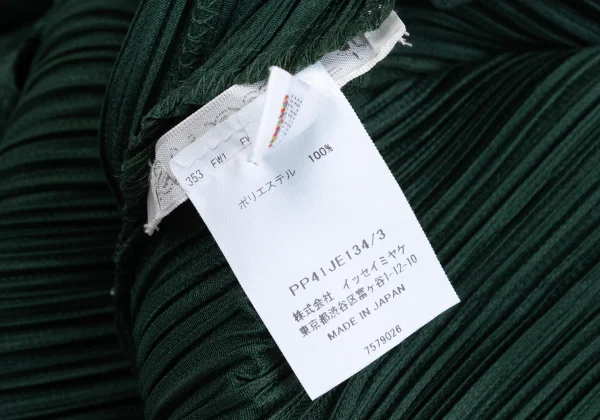 353 FW1
ポリエステル 100%
PP41JE134/3
株式会社 イッセイミヤケ
東京都渋谷区富ヶ谷1-12-10
MADE IN JAPAN
7579026